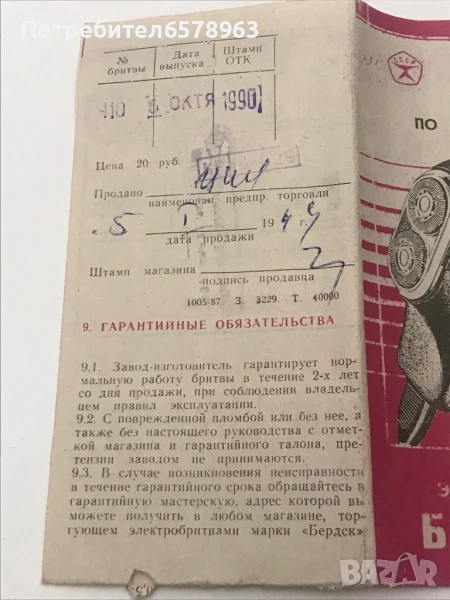 Потребител 6758963
№ бритвы
Дата выпуска
Штамп ОТК
5 ОКТЯ 1990
Цена 20 руб.
Продано
наименован. предпр. торговли
« 5 I 19 г.
дата продажи
Штамп магазина
подпись продавца
1005-87 З. 3229. Т. 40000
9. ГАРАНТИЙНЫЕ ОБЯЗАТЕЛЬСТВА
9.1. Завод-изготовитель гарантирует нор-
мальную работу бритвы в течение 2-х лет
со дня продажи, при соблюдении владель-
цем правил эксплуатации.
9.2. С поврежденной пломбой или без нее, а
также без настоящего руководства с отмет-
кой магазина и гарантийного талона, пре-
тензии заводом не принимаются.
9.3. В случае возникновения неисправности
в течение гарантийного срока обращайтесь в
гарантийную мастерскую, адрес которой вы
можете получить в любом магазине, тор-
гующем электробритвами марки «Бердск»
СССР
ПО
Э
Б
BAZAR